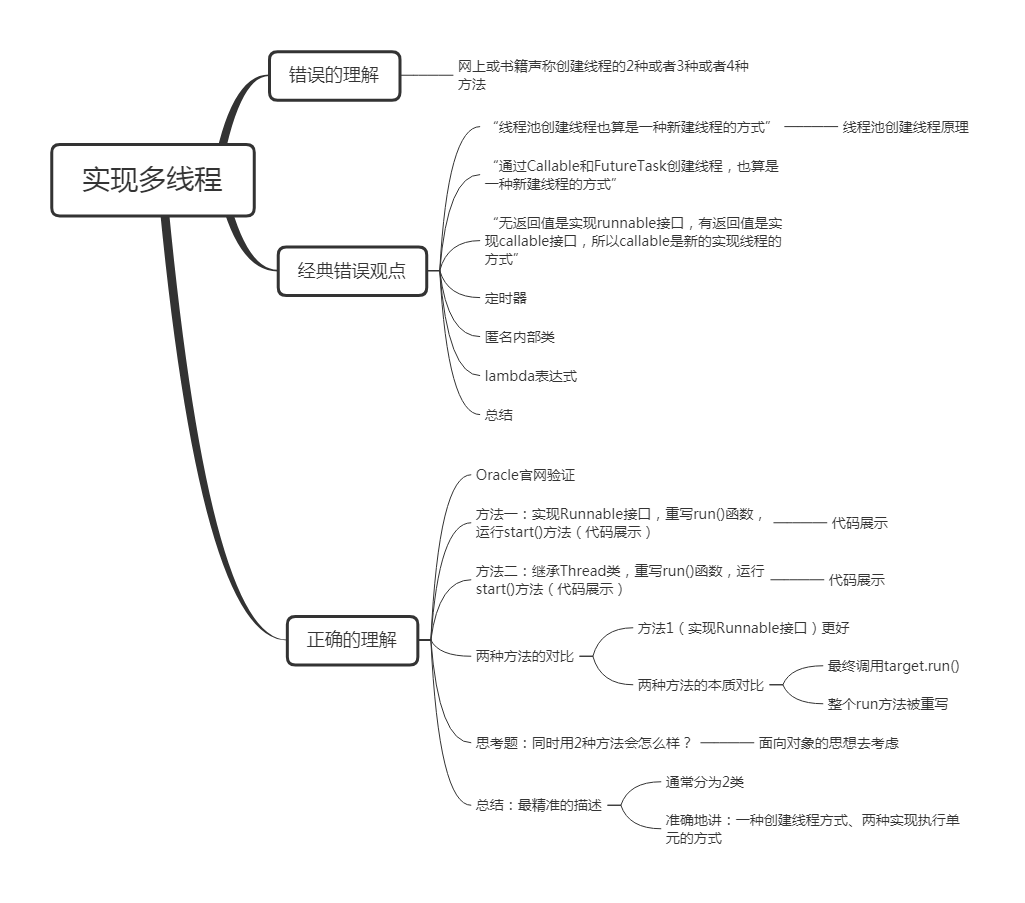 实现多线程
错误的理解
网上或书籍声称创建线程的2种或者3种或者4种
方法
经典错误观点
“线程池创建线程也算是一种新建线程的方式”
线程池创建线程原理
“通过Callable和FutureTask创建线程，也算是
一种新建线程的方式”
“无返回值是实现runnable接口，有返回值是实
现callable接口，所以callable是新的实现线程的
方式”
定时器
匿名内部类
lambda表达式
总结
正确的理解
Oracle官网验证
方法一：实现Runnable接口，重写run()函数，
运行start()方法（代码展示）
代码展示
方法二：继承Thread类，重写run()函数，运行
start()方法（代码展示）
代码展示
两种方法的对比
方法1（实现Runnable接口）更好
两种方法的本质对比
最终调用target.run()
整个run方法被重写
思考题：同时用2种方法会怎么样？
面向对象的思想去考虑
总结：最精准的描述
通常分为2类
准确地讲：一种创建线程方式、两种实现执行单
元的方式